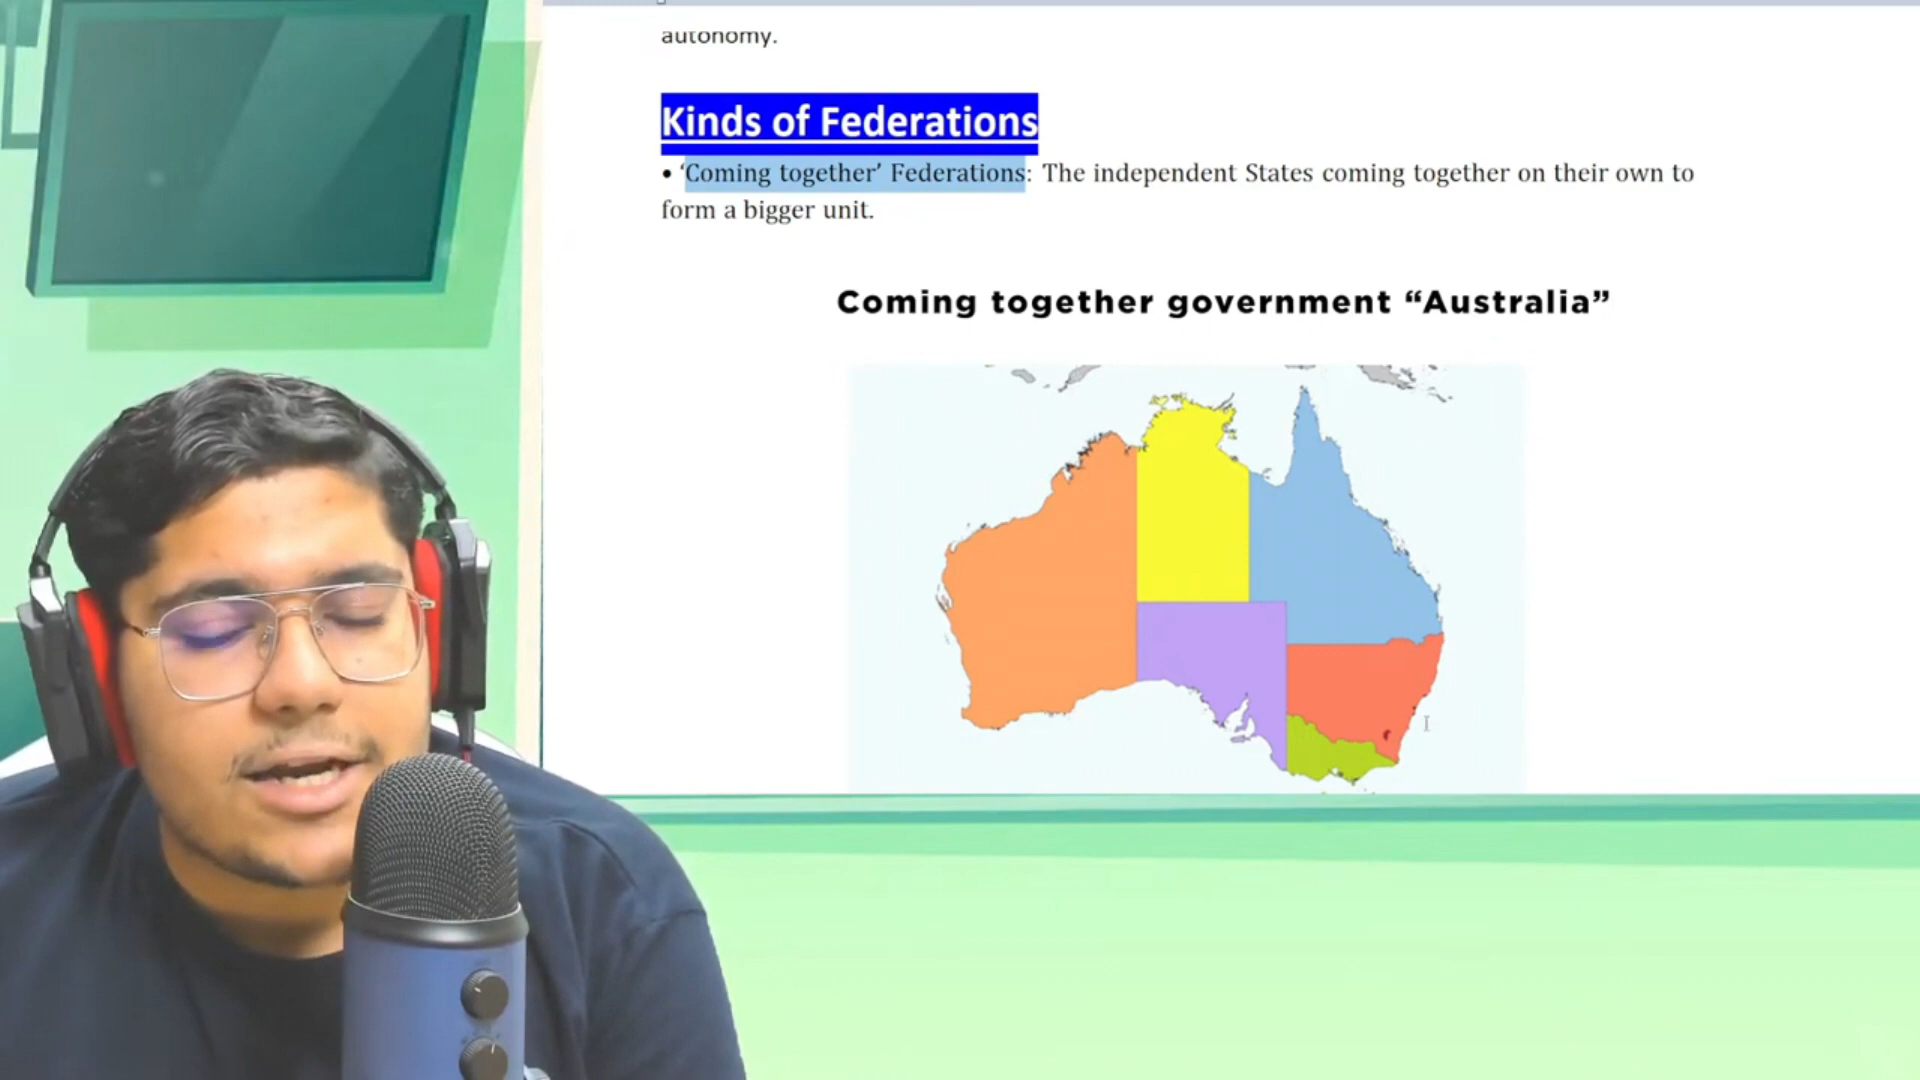 autonomy.
Kinds of Federations
• ‘Coming together’ Federations: The independent States coming together on their own to
form a bigger unit.
Coming together government “Australia”